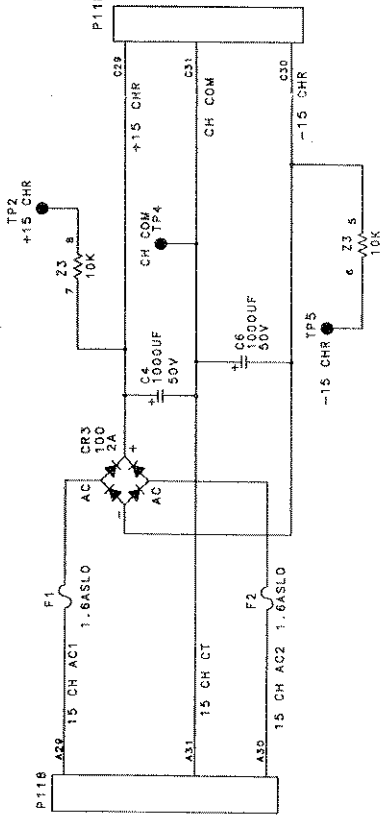 P11
C29
C31
C30
+15 CHR
CH COM
-15 CHR
TP2
+15 CHR
7
8
Z3
10K
CH COM
TP4
C4
1000UF
50V
C6
1000UF
50V
+
+
6
5
Z3
10K
TP5
-15 CHR
CR3
100
2A
AC
AC
+
-
F1
1.6ASLO
F2
1.6ASLO
15 CH AC1
15 CH CT
15 CH AC2
A29
A31
A30
P11B